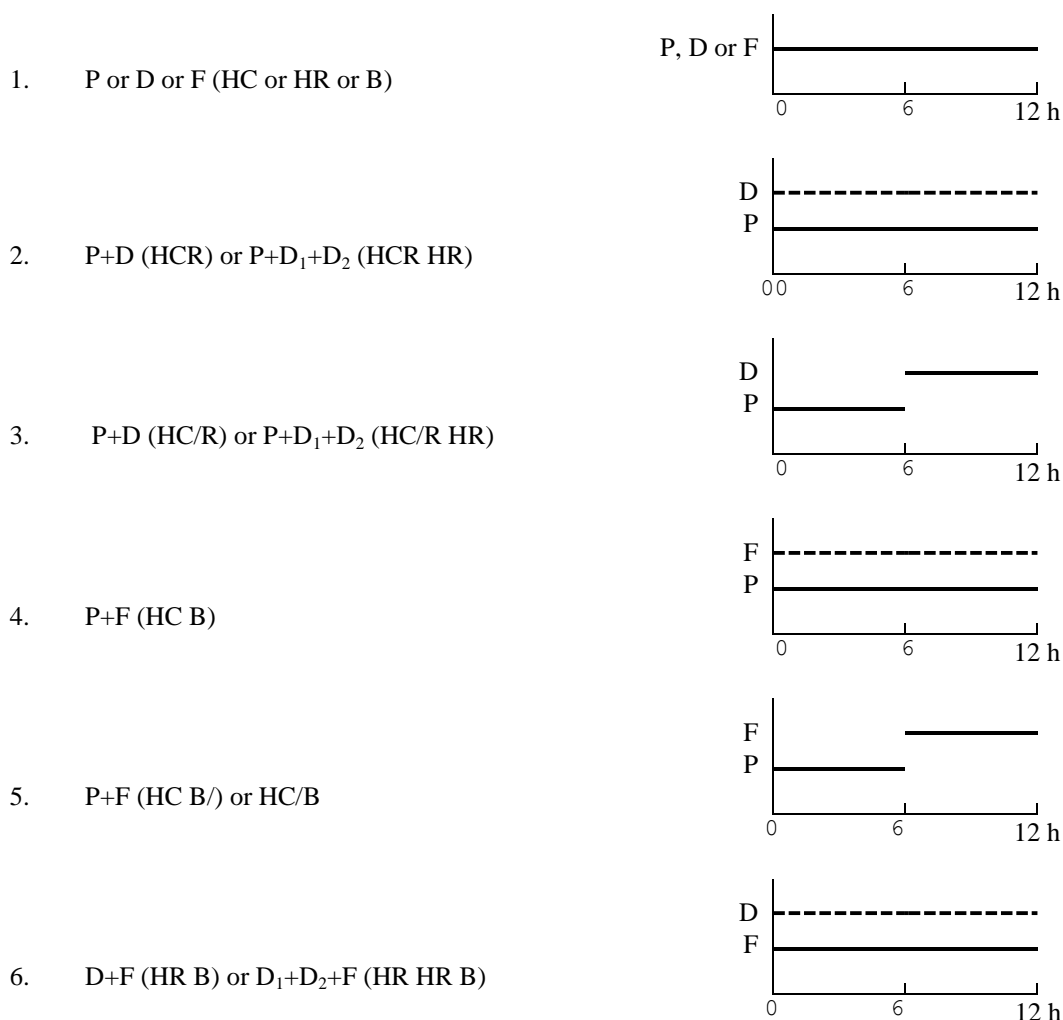 P, D or F
1. P or D or F (HC or HR or B)
0 6 12 h
D
P
2. P+D (HCR) or P+D₁+D₂ (HCR HR)
00 6 12 h
D
P
3. P+D (HC/R) or P+D₁+D₂ (HC/R HR)
0 6 12 h
F
P
4. P+F (HC B)
0 6 12 h
F
P
5. P+F (HC B/) or HC/B
0 6 12 h
D
F
6. D+F (HR B) or D₁+D₂+F (HR HR B)
0 6 12 h